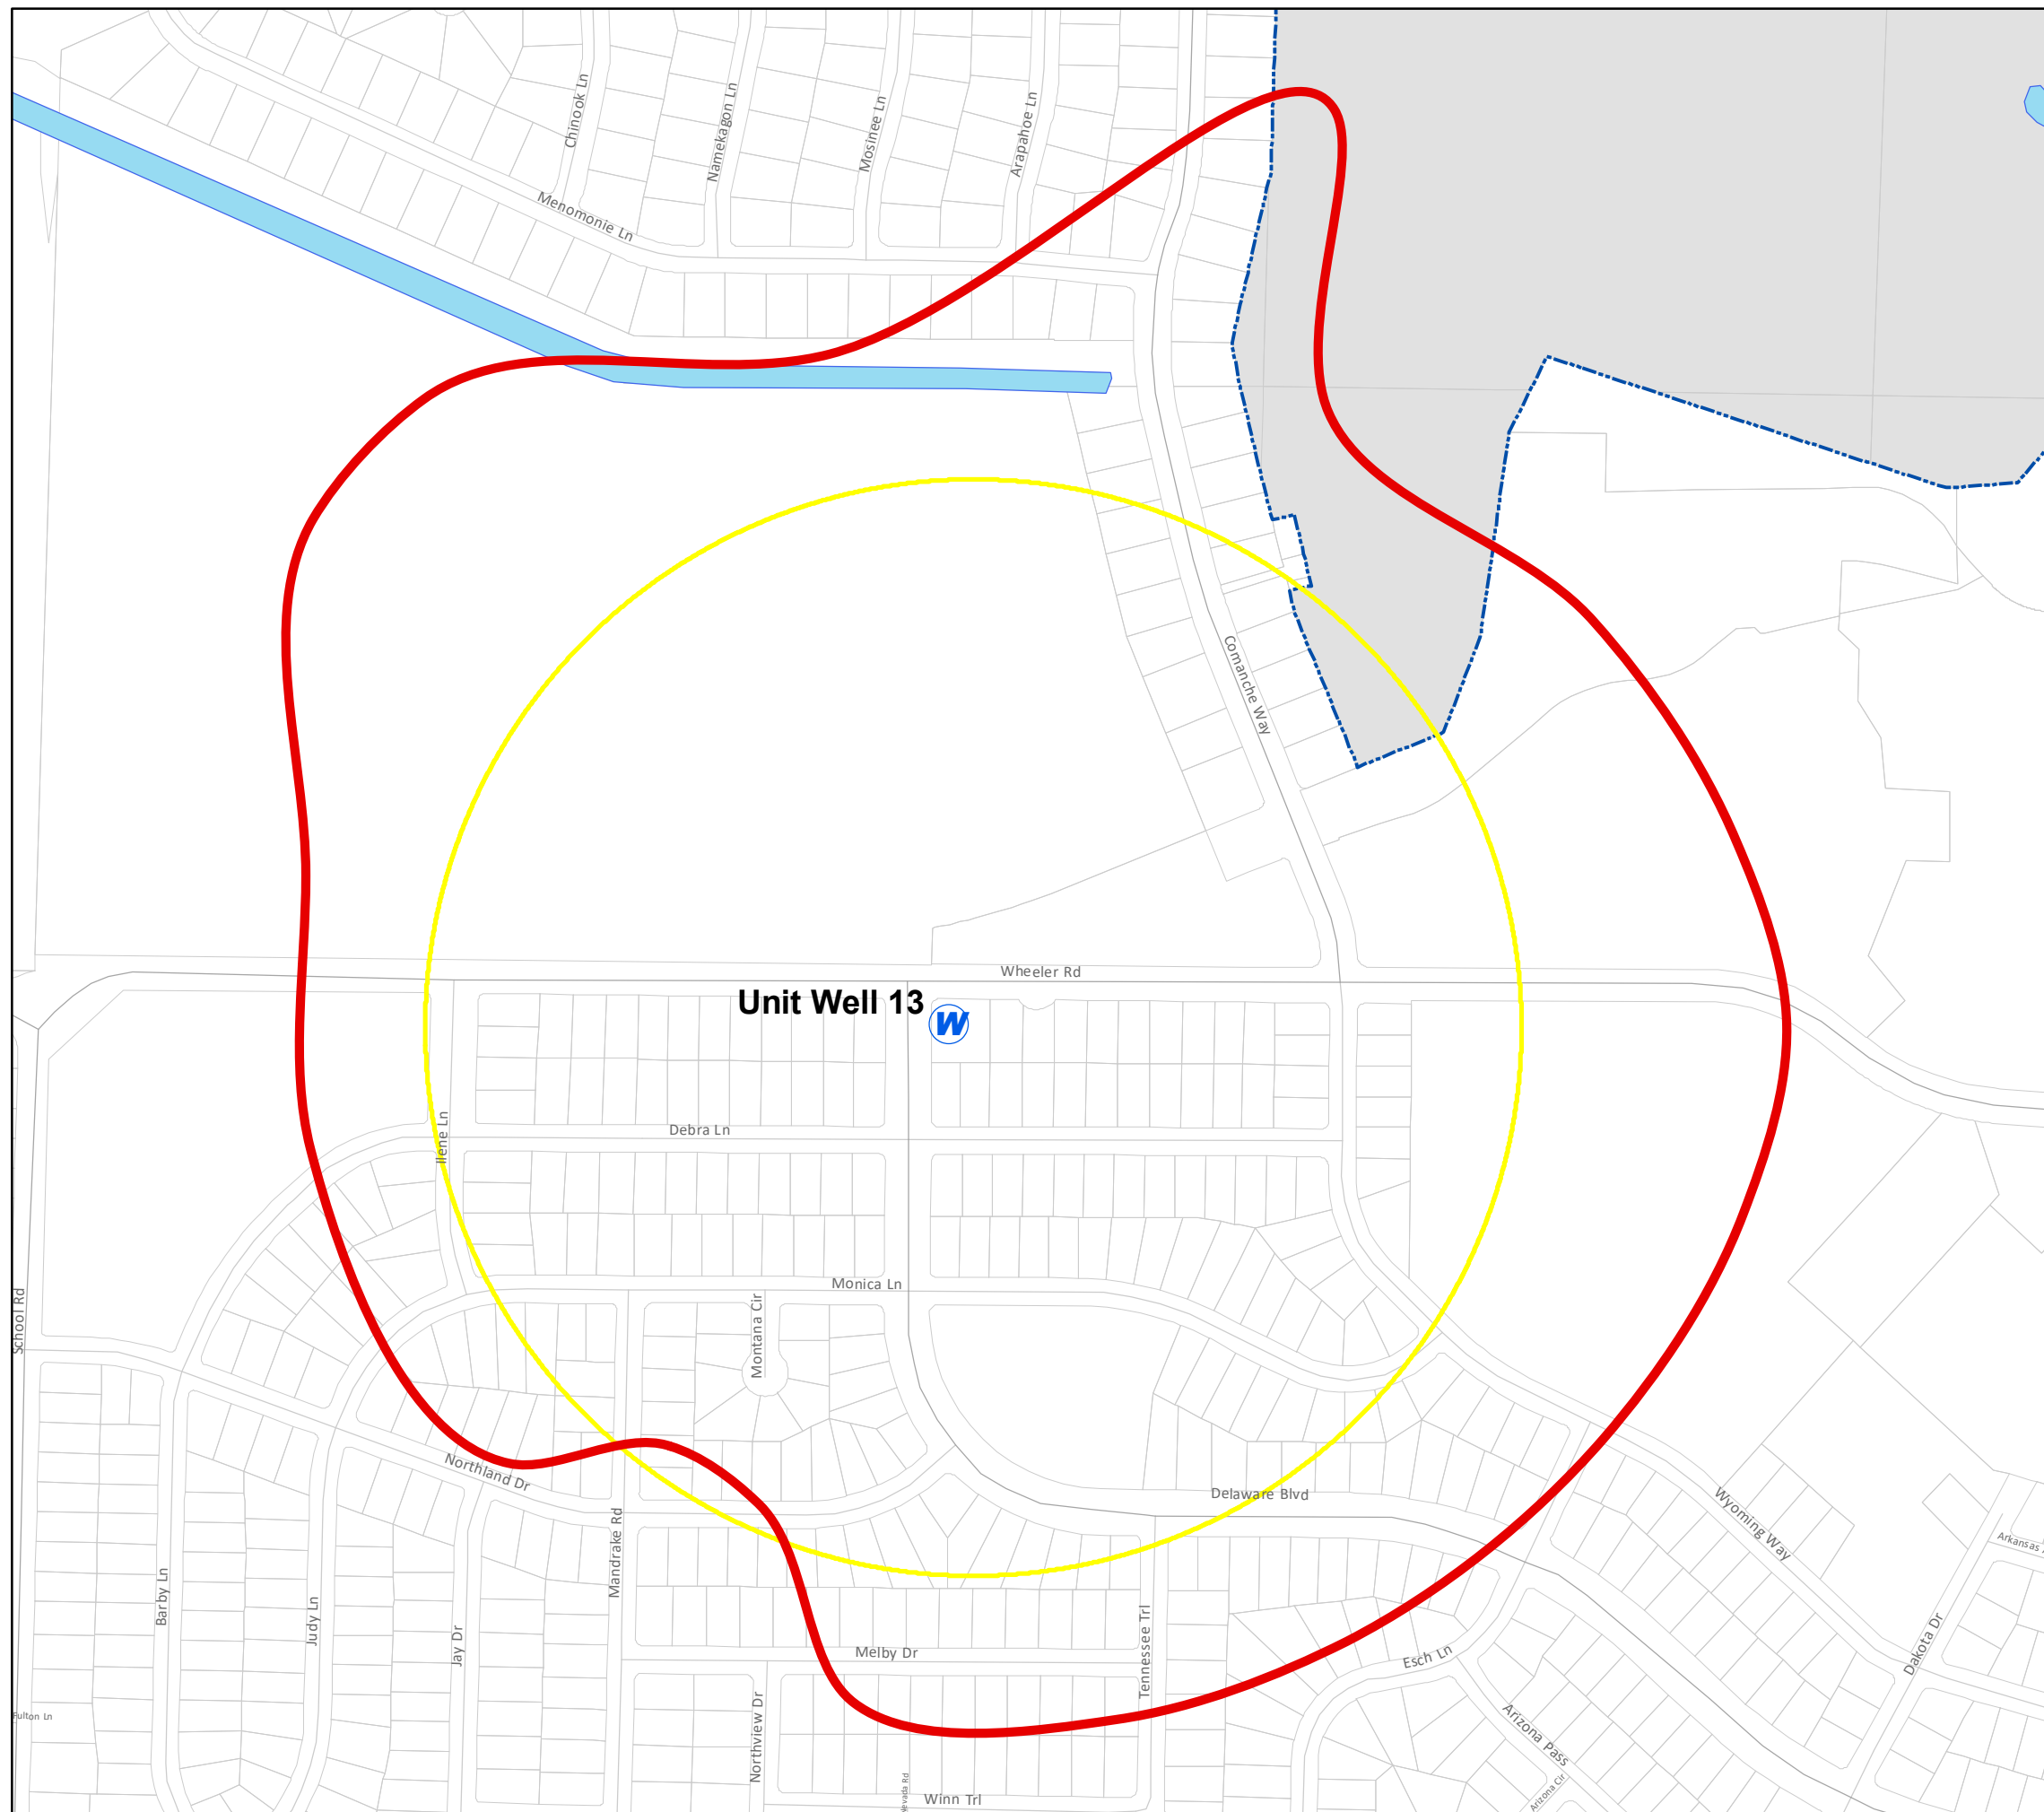 Chinook Ln
Namekagon Ln
Mosinee Ln
Arapahoe Ln
Menomonie Ln
Comanche Way
Wheeler Rd
Unit Well 13
W
Debra Ln
Ilene Ln
Monica Ln
Montana Cir
School Rd
Northland Dr
Delaware Blvd
Mandrake Rd
Wyoming Way
Arkansas
Barby Ln
Judy Ln
Jay Dr
Melby Dr
Tennessee Trl
Esch Ln
Dakota Dr
Fulton Ln
Northview Dr
Arizona Pass
Arizona Cir
Winn Trl